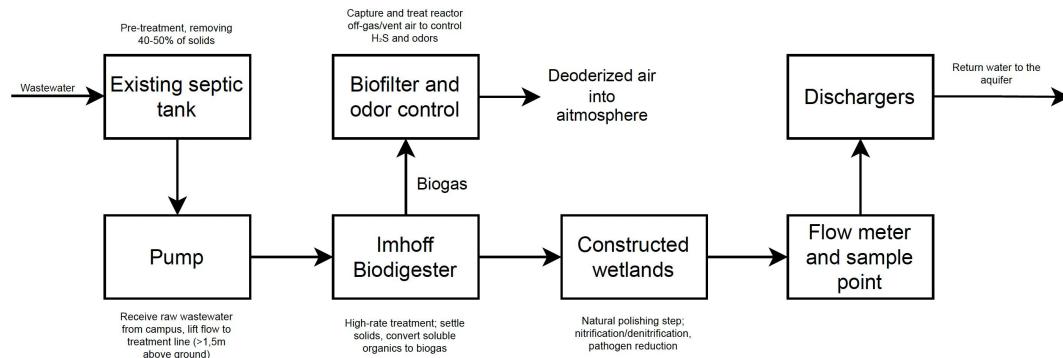 Pre-treatment, removing
40-50% of solids
Wastewater
Existing septic
tank
Capture and treat reactor
off-gas/vent air to control
H₂S and odors
Biofilter and
odor control
Deoderized air
into
aitmosphere
Dischargers
Return water to the
aquifer
Biogas
Pump
Receive raw wastewater
from campus, lift flow to
treatment line (>1,5m
above ground)
Imhoff
Biodigester
High-rate treatment; settle
solids, convert soluble
organics to biogas
Constructed
wetlands
Natural polishing step;
nitrification/denitrification,
pathogen reduction
Flow meter
and sample
point